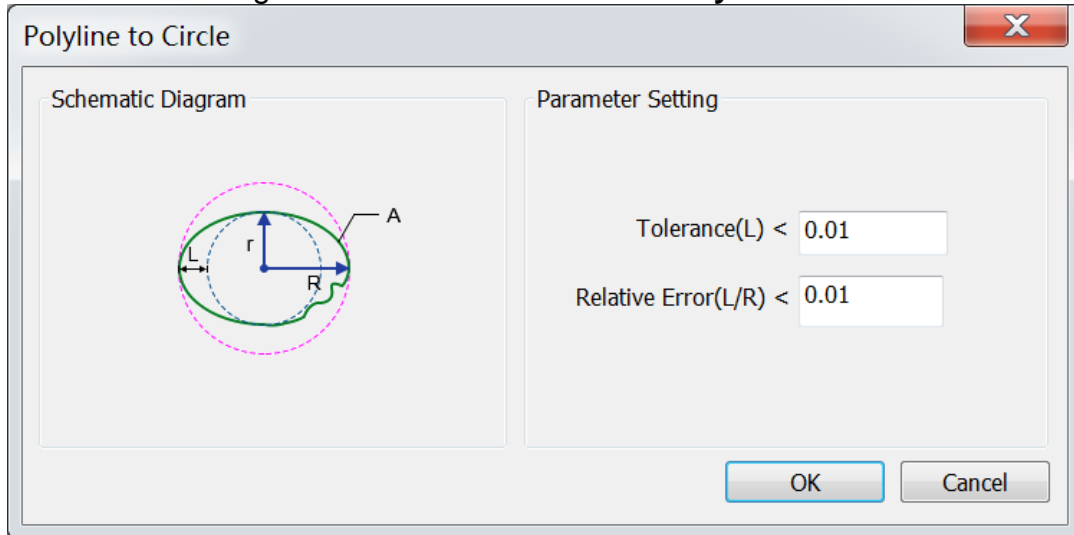 Polyline to Circle
X
Schematic Diagram
A
L
r
R
Parameter Setting
Tolerance(L) < 0.01
Relative Error(L/R) < 0.01
OK
Cancel